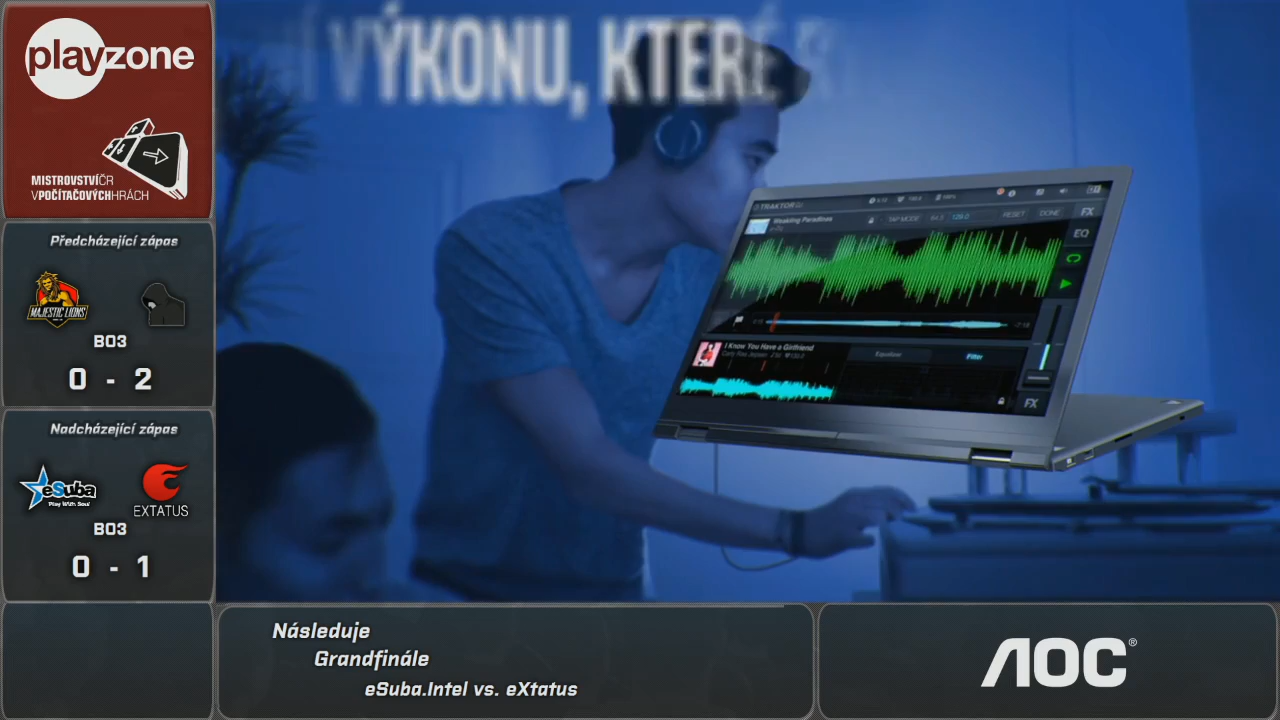 playzone
MISTROVSTVÍČR
VPOČÍTAČOVÝCHHRÁCH
Předcházející zápas
MAJESTIC LIONS
BO3
0 - 2
Nadcházející zápas
eSuba
Play With Soul
EXTATUS
BO3
0 - 1
Í VÝKONU, KTERÉ
TRAKTOR DJ
TAP MODE
RESET
DONE
FX
EQ
I Know You Have a Girlfriend
Equalizer
Filter
FX
Následuje
Grandfinále
eSuba.Intel vs. eXtatus
AOC®